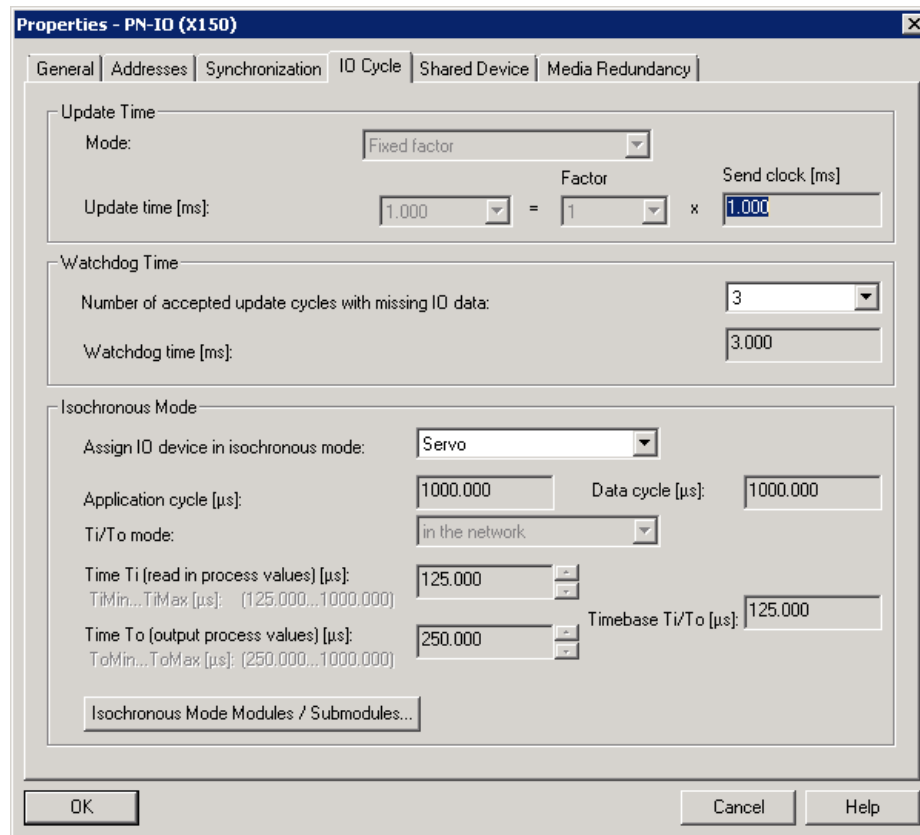 Properties - PN-IO (X150)
General Addresses Synchronization IO Cycle Shared Device Media Redundancy
Update Time
Mode: Fixed factor
Factor Send clock [ms]
Update time [ms]: 1.000 = 1 x 1.000
Watchdog Time
Number of accepted update cycles with missing IO data: 3
Watchdog time [ms]: 3.000
Isochronous Mode
Assign IO device in isochronous mode: Servo
Application cycle [µs]: 1000.000 Data cycle [µs]: 1000.000
Ti/To mode: in the network
Time Ti (read in process values) [µs]: 125.000
TiMin...TiMax [µs]: (125.000...1000.000)
Timebase Ti/To [µs]: 125.000
Time To (output process values) [µs]: 250.000
ToMin...ToMax [µs]: (250.000...1000.000)
Isochronous Mode Modules / Submodules...
OK Cancel Help